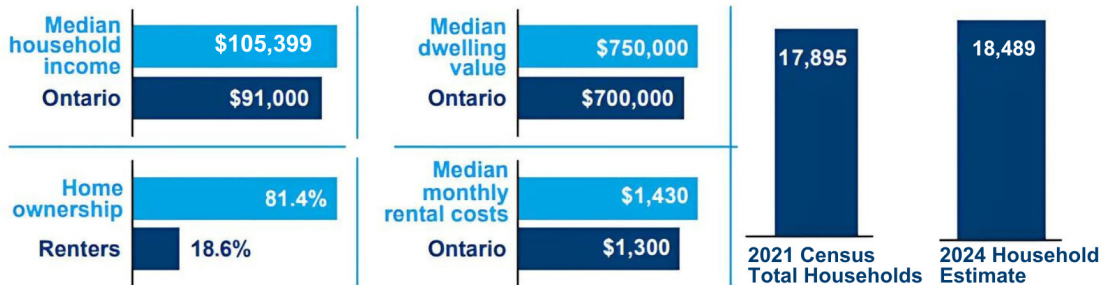 Median
household
income
$105,399
Ontario
$91,000
Median
dwelling
value
$750,000
Ontario
$700,000
Home
ownership
81.4%
Renters
18.6%
Median
monthly
rental costs
$1,430
Ontario
$1,300
17,895
2021 Census
Total Households
18,489
2024 Household
Estimate